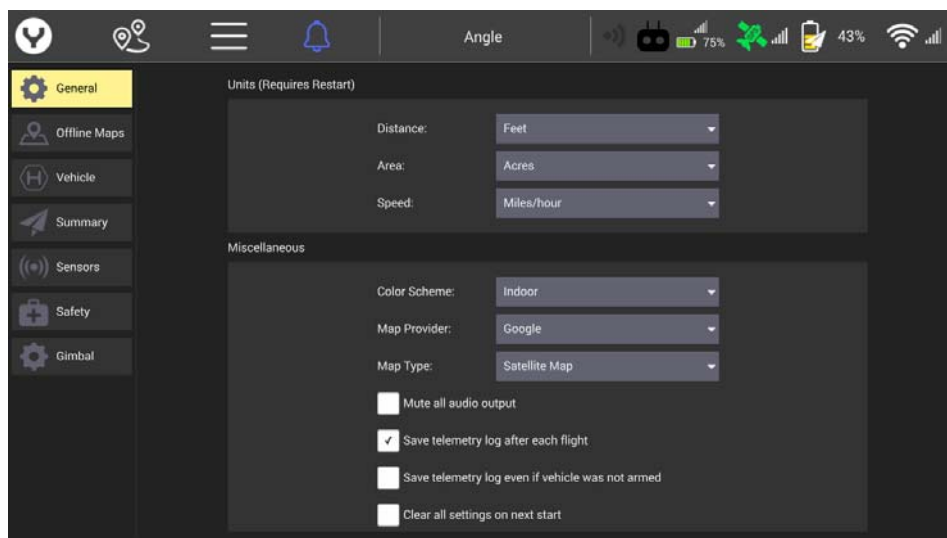 Angle
75%
43%
General
Offline Maps
Vehicle
Summary
Sensors
Safety
Gimbal
Units (Requires Restart)
Distance: Feet
Area: Acres
Speed: Miles/hour
Miscellaneous
Color Scheme: Indoor
Map Provider: Google
Map Type: Satellite Map
Mute all audio output
Save telemetry log after each flight
Save telemetry log even if vehicle was not armed
Clear all settings on next start